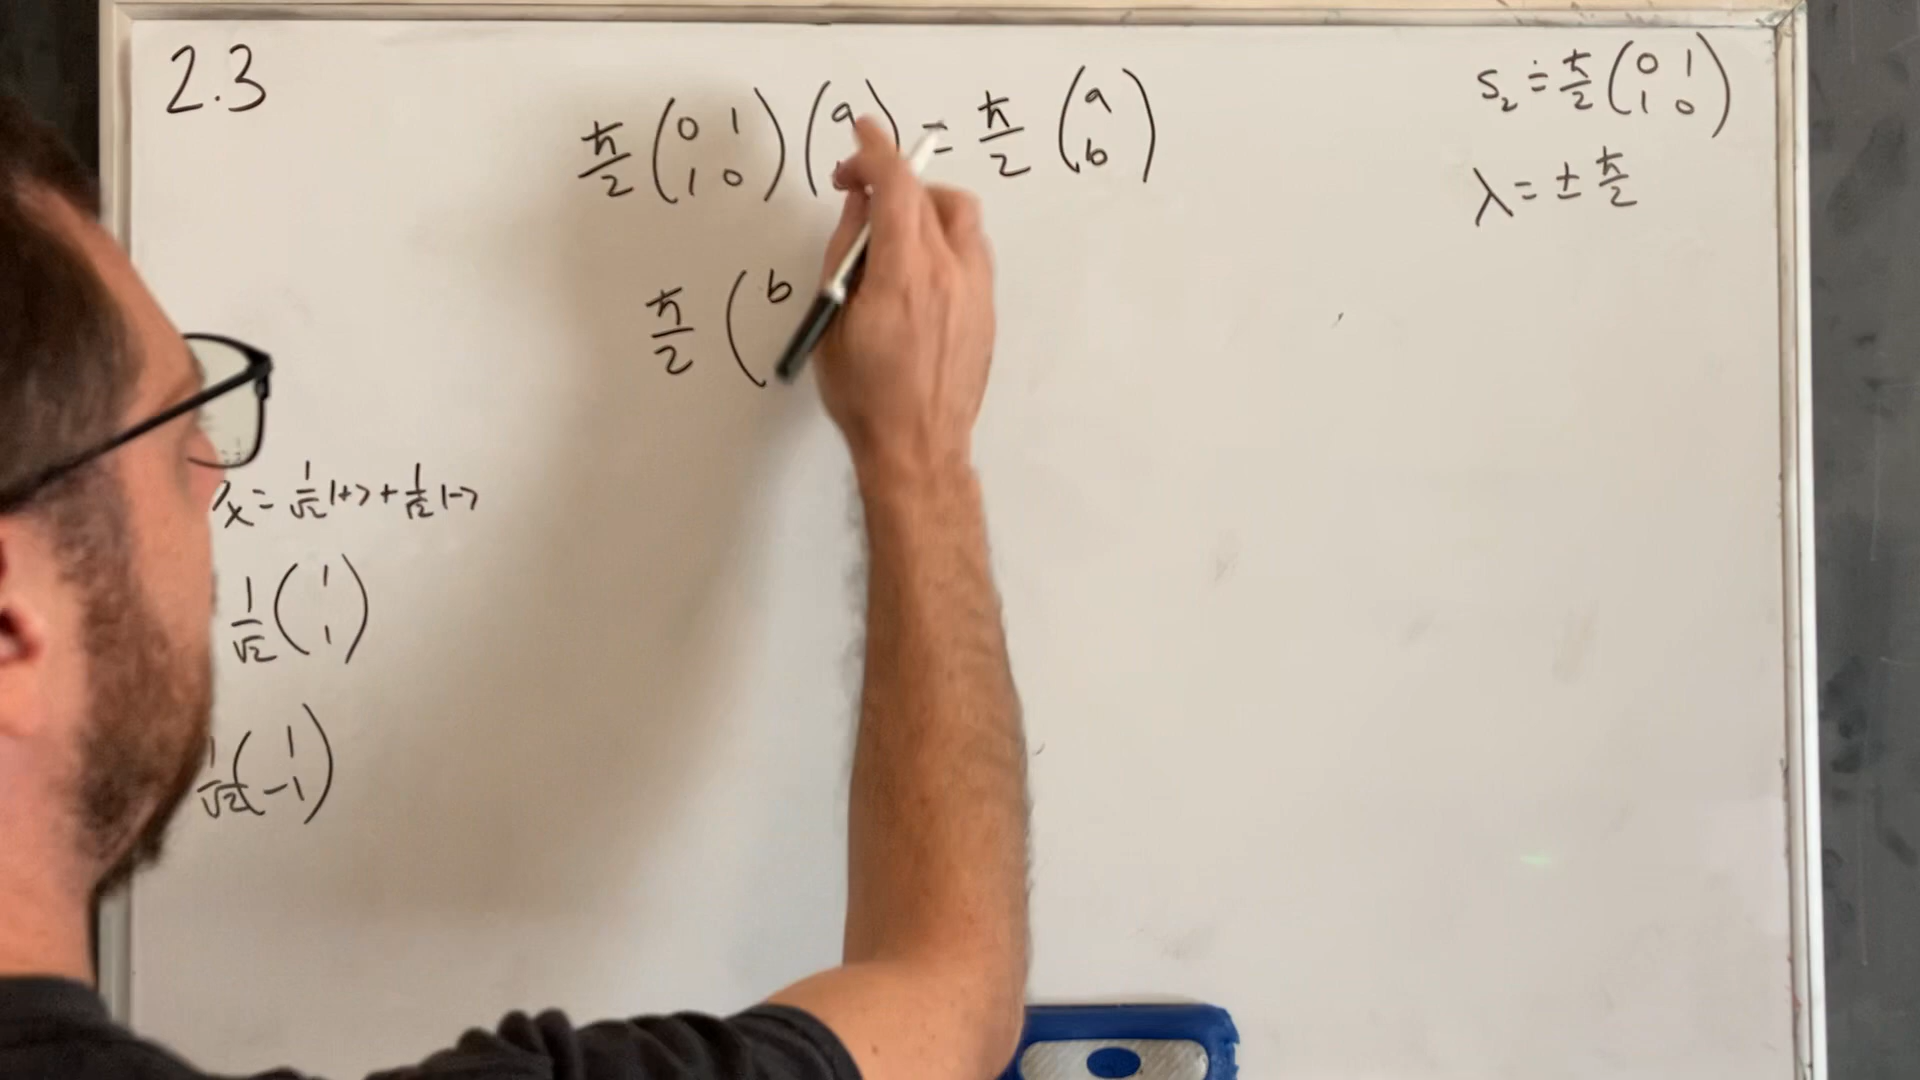 2.3
ħ/2 (0 1; 1 0) (a = ħ/2 (a; b)
ħ/2 ( b
S₂ ≐ ħ/2 (0 1; 1 0)
λ = ± ħ/2
x = 1/√2 |+> + 1/√2 |->
1/√2 (1; 1)
1/√2 (1; -1)